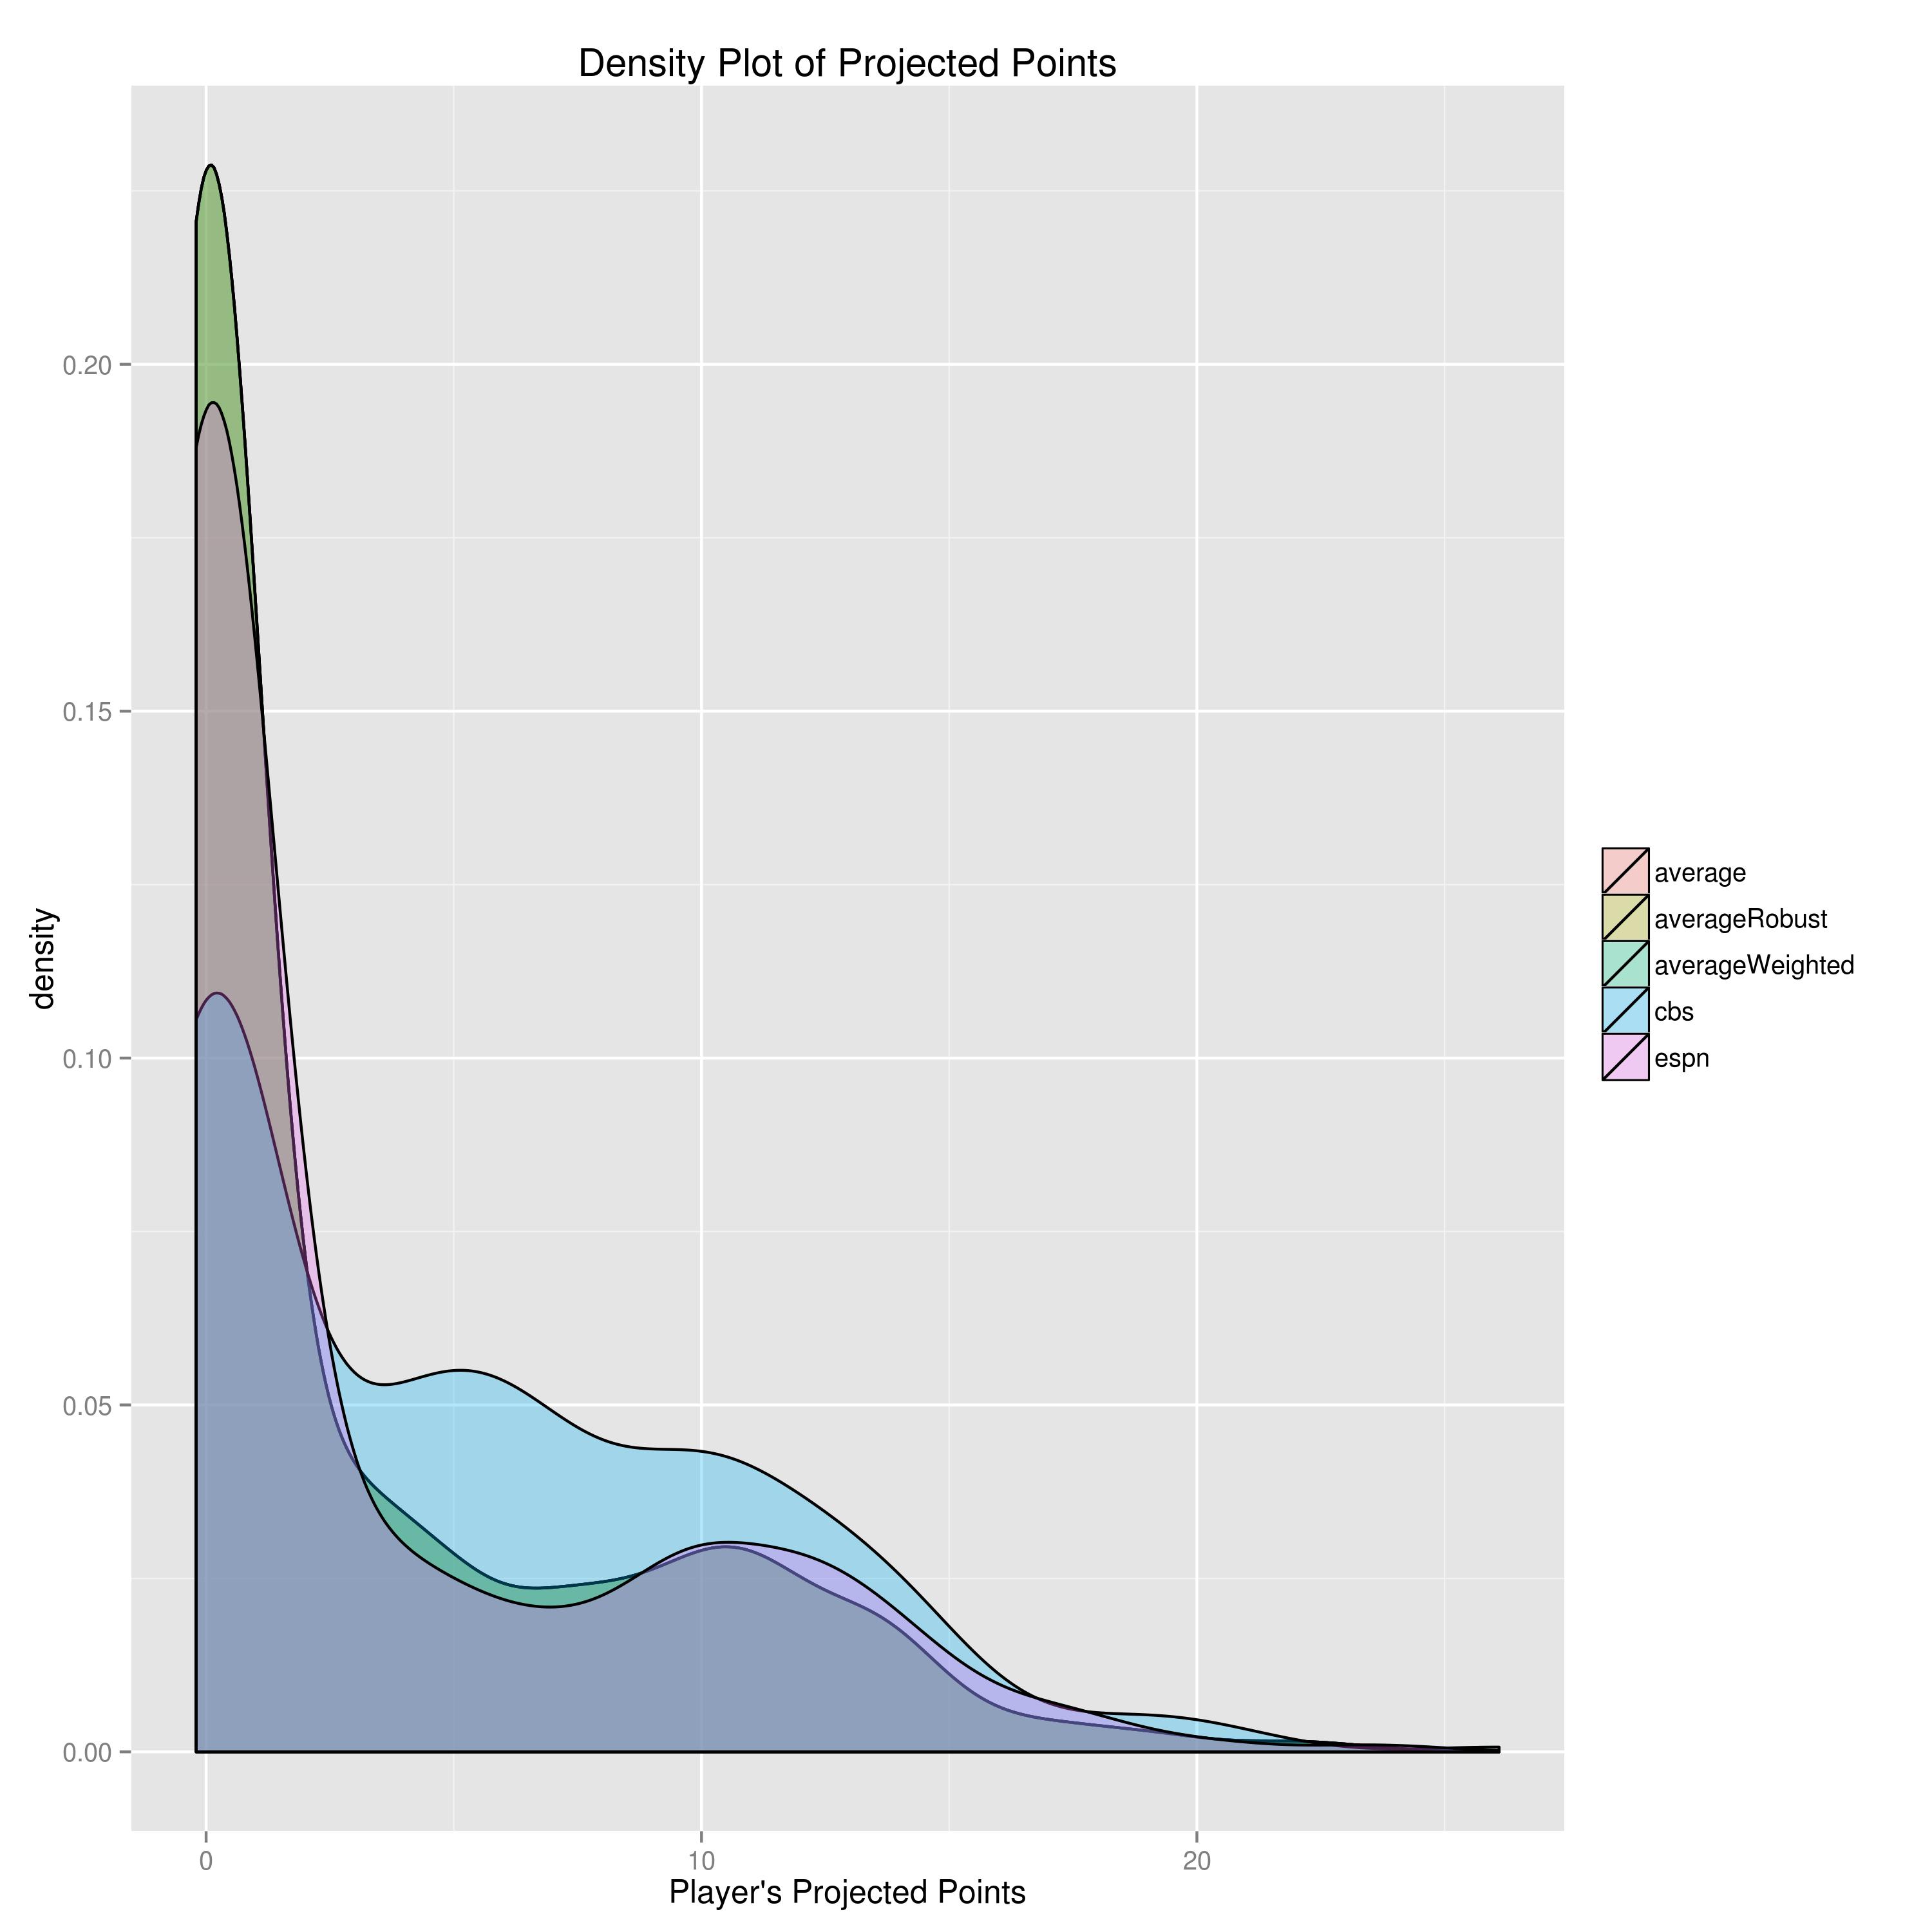 Density Plot of Projected Points
density
0.20
0.15
0.10
0.05
0.00
0
10
20
Player's Projected Points
average
averageRobust
averageWeighted
cbs
espn